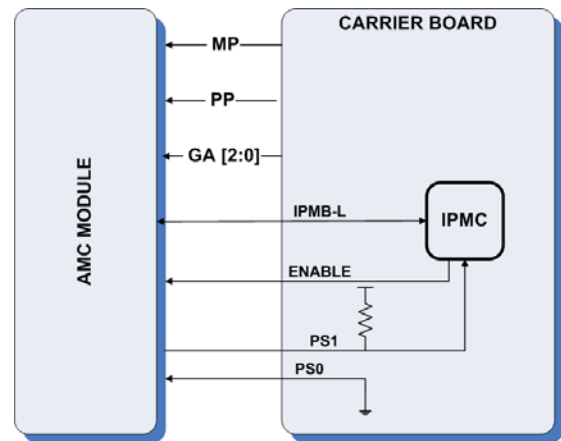 CARRIER BOARD
MP
PP
GA [2:0]
AMC MODULE
IPMB-L
IPMC
ENABLE
PS1
PS0